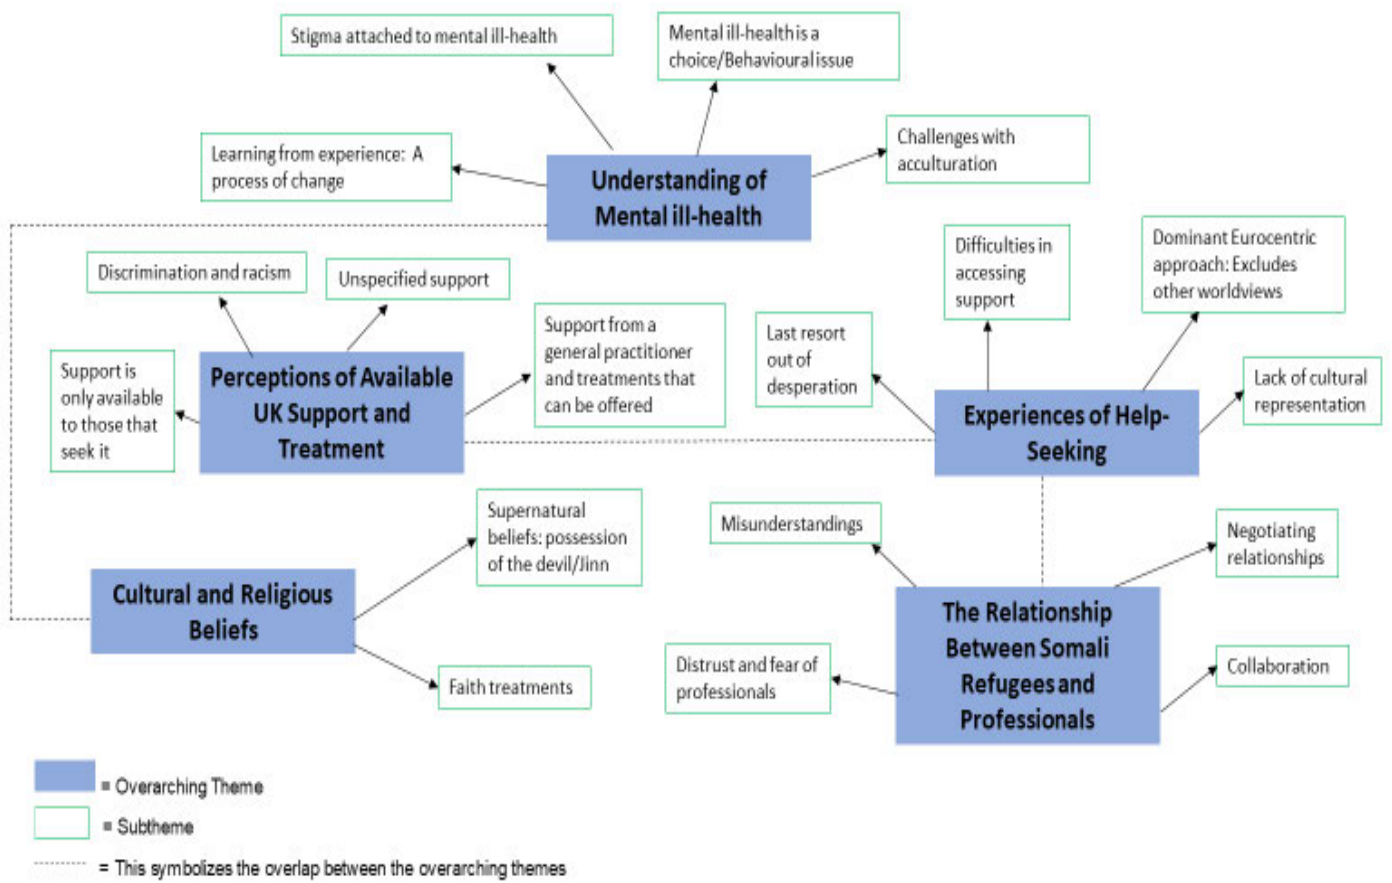 Stigma attached to mental ill-health
Mental ill-health is a
choice/Behavioural issue
Learning from experience: A
process of change
Challenges with
acculturation
Understanding of
Mental ill-health
Discrimination and racism
Unspecified support
Difficulties in
accessing
support
Dominant Eurocentric
approach: Excludes
other worldviews
Support is
only available
to those that
seek it
Perceptions of Available
UK Support and
Treatment
Support from a
general practitioner
and treatments that
can be offered
Last resort
out of
desperation
Experiences of Help-
Seeking
Lack of cultural
representation
Supernatural
beliefs: possession
of the devil/Jinn
Cultural and Religious
Beliefs
Faith treatments
Misunderstandings
Negotiating
relationships
The Relationship
Between Somali
Refugees and
Professionals
Distrust and fear of
professionals
Collaboration
= Overarching Theme
= Subtheme
= This symbolizes the overlap between the overarching themes